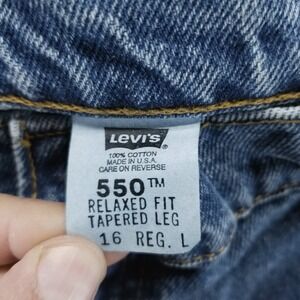 Levi's®
100% COTTON
MADE IN U.S.A.
CARE ON REVERSE
550™
RELAXED FIT
TAPERED LEG
16 REG. L